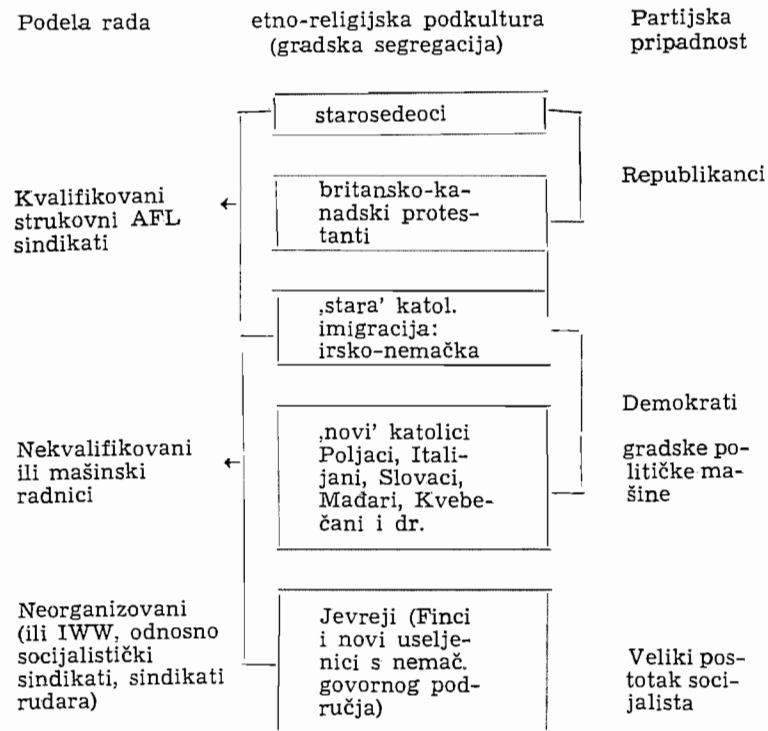 Podela rada
etno-religijska podkultura
(gradska segregacija)
Partijska
pripadnost
starosedeoci
Kvalifikovani
strukovni AFL
sindikati
britansko-ka-
nadski protes-
tanti
Republikanci
‚stara’ katol.
imigracija:
irsko-nemačka
Nekvalifikovani
ili mašinski
radnici
‚novi’ katolici
Poljaci, Itali-
jani, Slovaci,
Mađari, Kvebe-
čani i dr.
Demokrati
gradske po-
litičke ma-
šine
Neorganizovani
(ili IWW, odnosno
socijalistički
sindikati, sindikati
rudara)
Jevreji (Finci
i novi uselje-
nici s nemač.
govornog pod-
ručja)
Veliki pos-
totak soci-
jalista